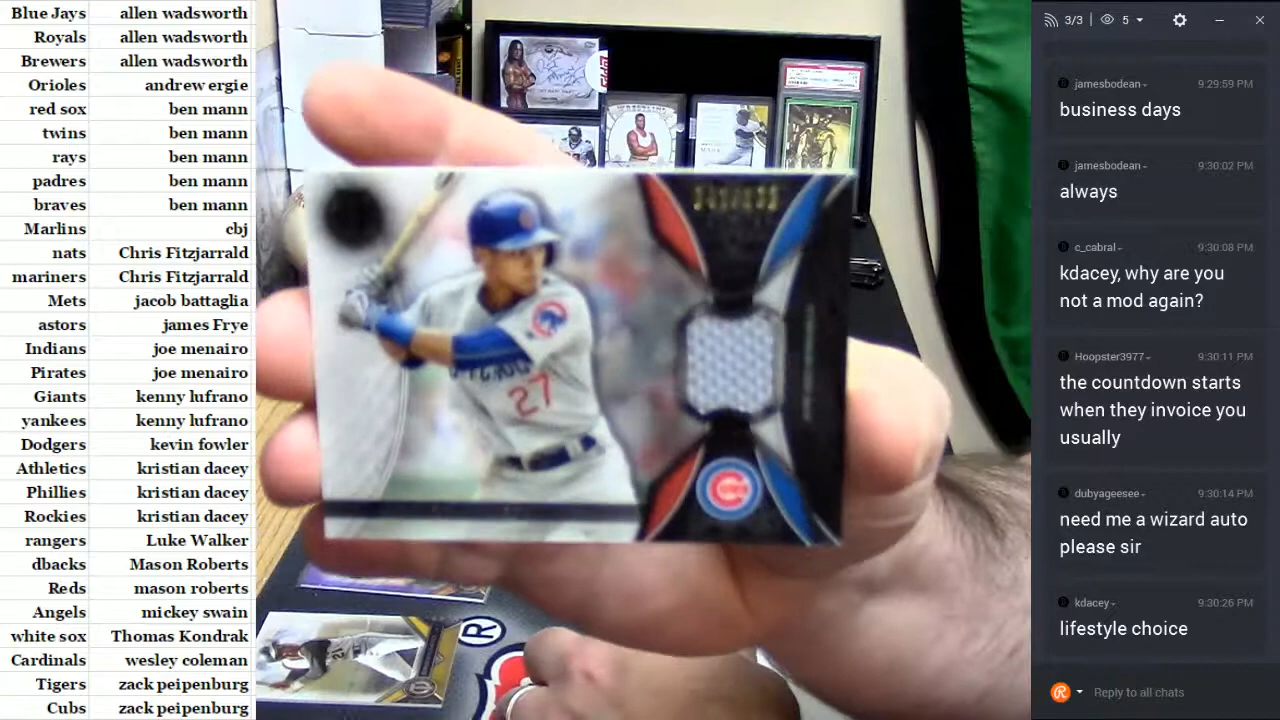 Blue Jays allen wadsworth
Royals allen wadsworth
Brewers allen wadsworth
Orioles andrew ergie
red sox ben mann
twins ben mann
rays ben mann
padres ben mann
braves ben mann
Marlins cbj
nats Chris Fitzjarrald
mariners Chris Fitzjarrald
Mets jacob battaglia
astors james Frye
Indians joe menairo
Pirates joe menairo
Giants kenny lufrano
yankees kenny lufrano
Dodgers kevin fowler
Athletics kristian dacey
Phillies kristian dacey
Rockies kristian dacey
rangers Luke Walker
dbacks Mason Roberts
Reds mason roberts
Angels mickey swain
white sox Thomas Kondrak
Cardinals wesley coleman
Tigers zack peipenburg
Cubs zack peipenburg
27
C
21
®
3/3 5
jamesbodean 9:29:59 PM
business days
jamesbodean 9:30:02 PM
always
c_cabral 9:30:08 PM
kdacey, why are you
not a mod again?
Hoopster3977 9:30:11 PM
the countdown starts
when they invoice you
usually
dubyageesee 9:30:14 PM
need me a wizard auto
please sir
kdacey 9:30:26 PM
lifestyle choice
Reply to all chats